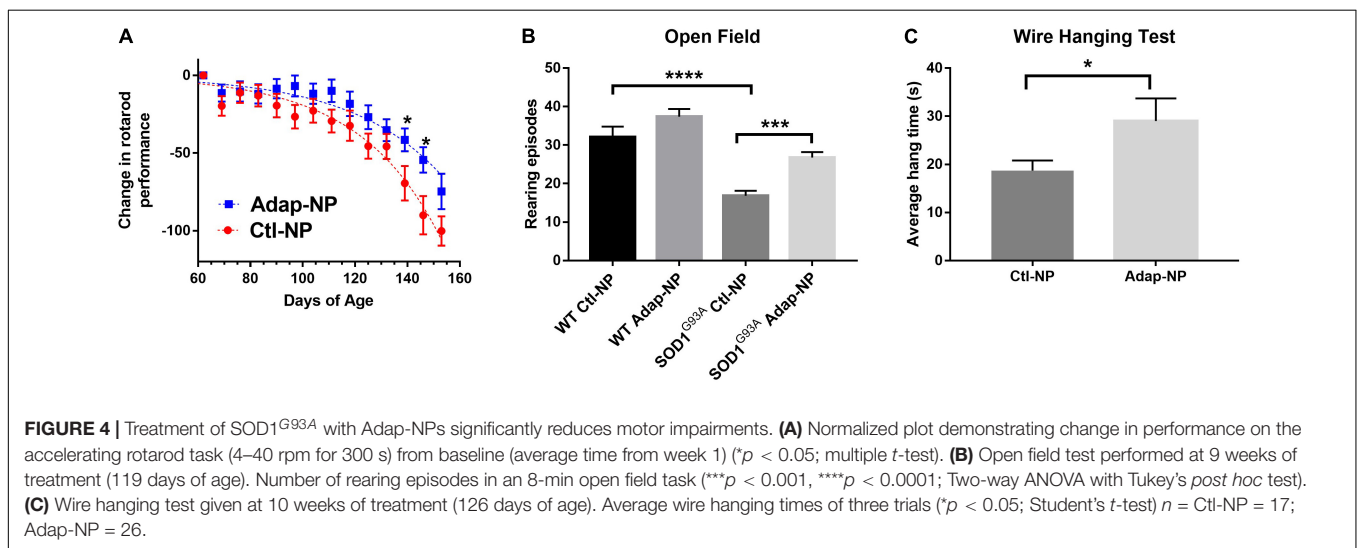 A
0
-50
-100
Change in rotarod
performance
Adap-NP
Ctl-NP
60 80 100 120 140 160
Days of Age
* *
B
Open Field
50
40
30
20
10
0
Rearing episodes
****
***
WT Ctl-NP
WT Adap-NP
SOD1^G93A Ctl-NP
SOD1^G93A Adap-NP
C
Wire Hanging Test
40
30
20
10
0
Average hang time (s)
*
Ctl-NP Adap-NP
FIGURE 4 | Treatment of SOD1^G93A with Adap-NPs significantly reduces motor impairments. (A) Normalized plot demonstrating change in performance on the
accelerating rotarod task (4–40 rpm for 300 s) from baseline (average time from week 1) (*p < 0.05; multiple t-test). (B) Open field test performed at 9 weeks of
treatment (119 days of age). Number of rearing episodes in an 8-min open field task (***p < 0.001, ****p < 0.0001; Two-way ANOVA with Tukey's post hoc test).
(C) Wire hanging test given at 10 weeks of treatment (126 days of age). Average wire hanging times of three trials (*p < 0.05; Student's t-test) n = Ctl-NP = 17;
Adap-NP = 26.